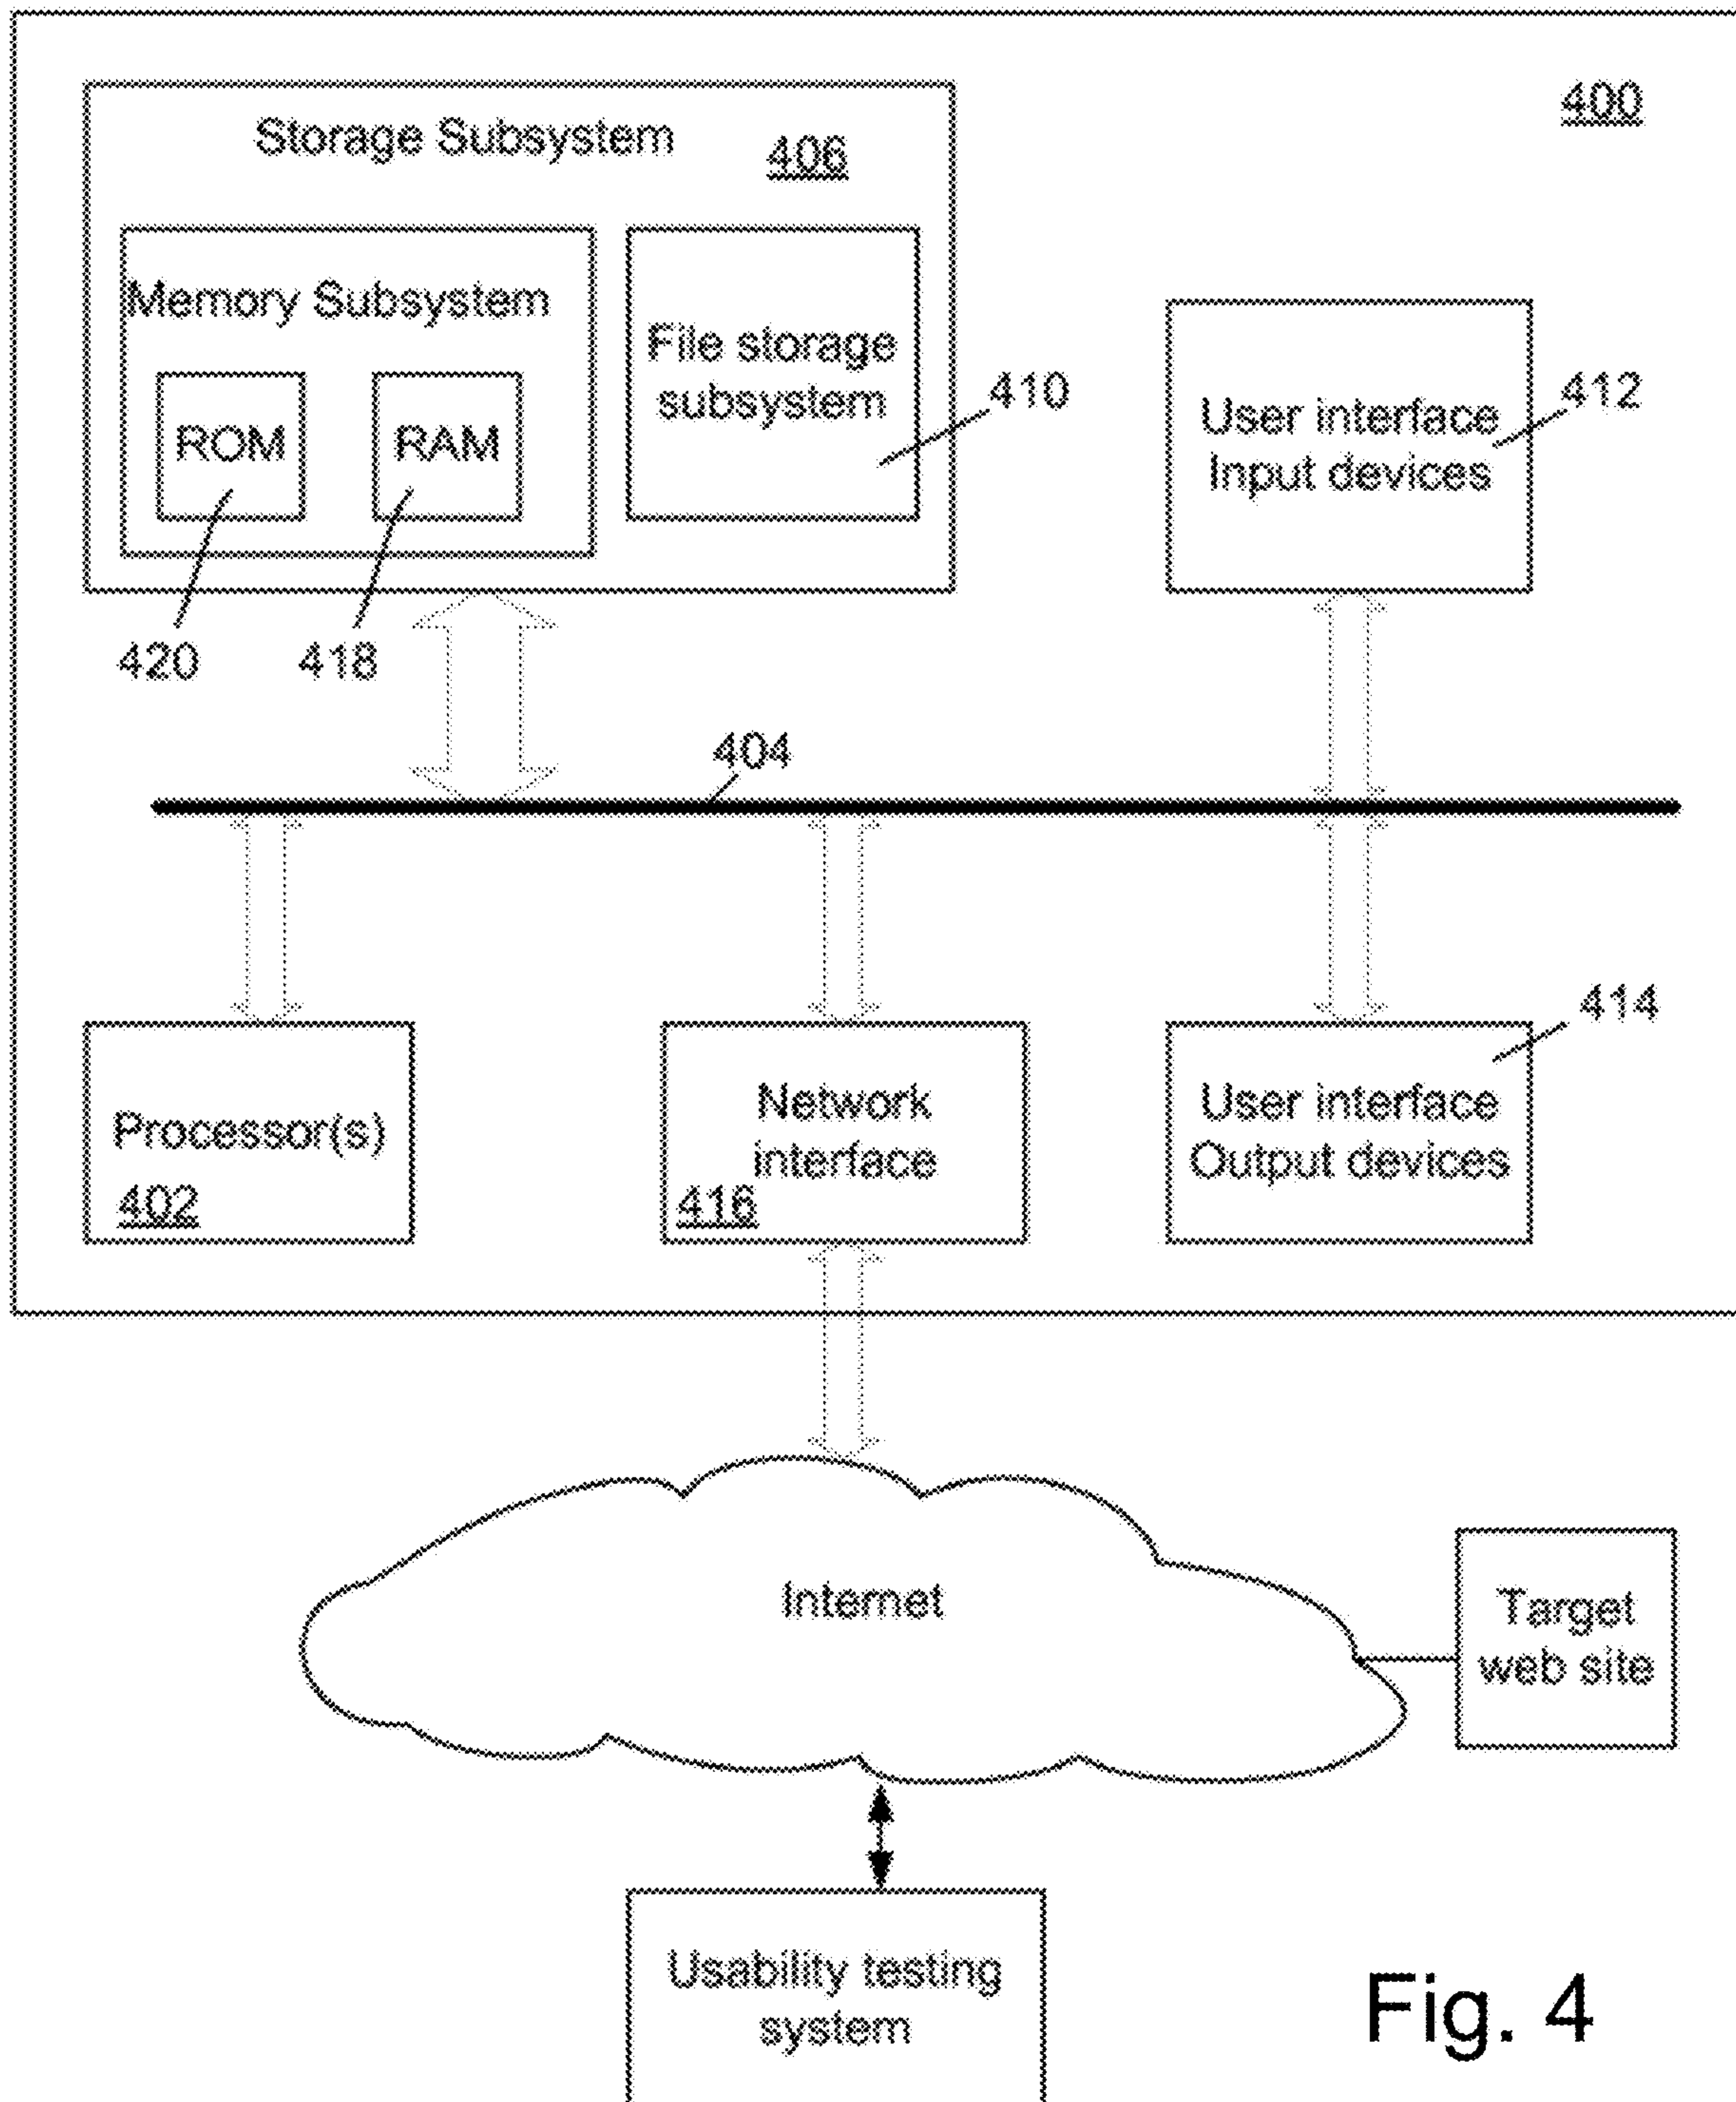 400
Storage Subsystem
406
Memory Subsystem
File storage
subsystem
410
ROM
RAM
420
418
User interface
Input devices
412
404
Processor(s)
402
Network
interface
416
User interface
Output devices
414
Internet
Target
web site
Usability testing
system
Fig. 4